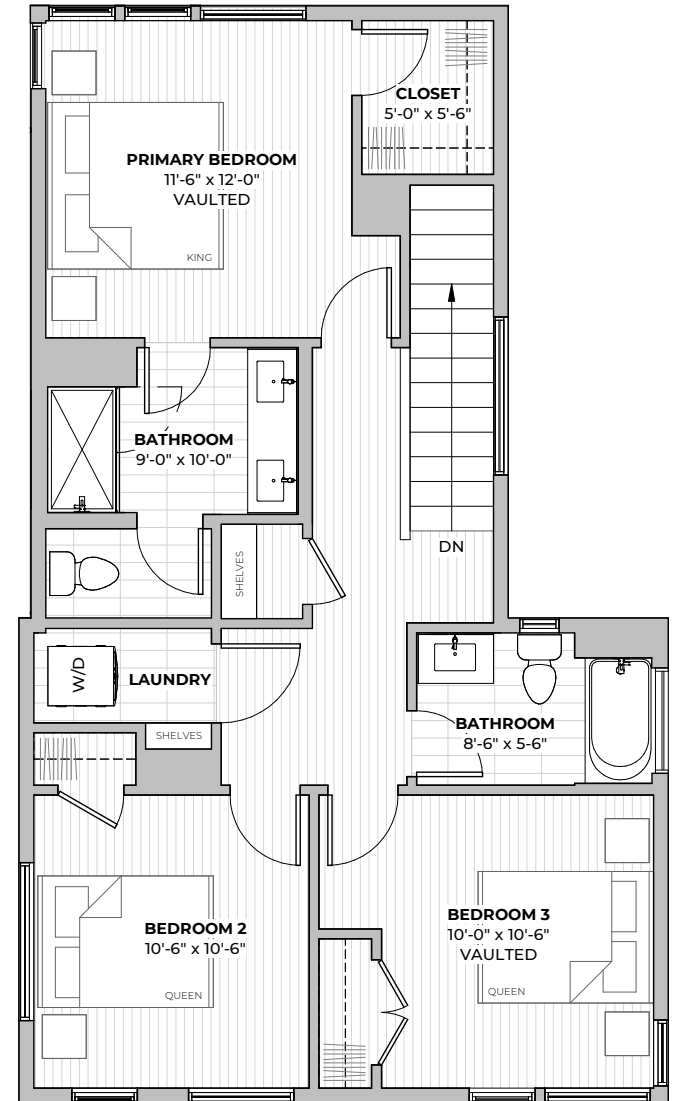 CLOSET
5'-0" x 5'-6"
PRIMARY BEDROOM
11'-6" x 12'-0"
VAULTED
KING
BATHROOM
9'-0" x 10'-0"
DN
SHELVES
W/D
LAUNDRY
SHELVES
BATHROOM
8'-6" x 5-6"
BEDROOM 2
10'-6" x 10'-6"
QUEEN
BEDROOM 3
10'-0" x 10'-6"
VAULTED
QUEEN